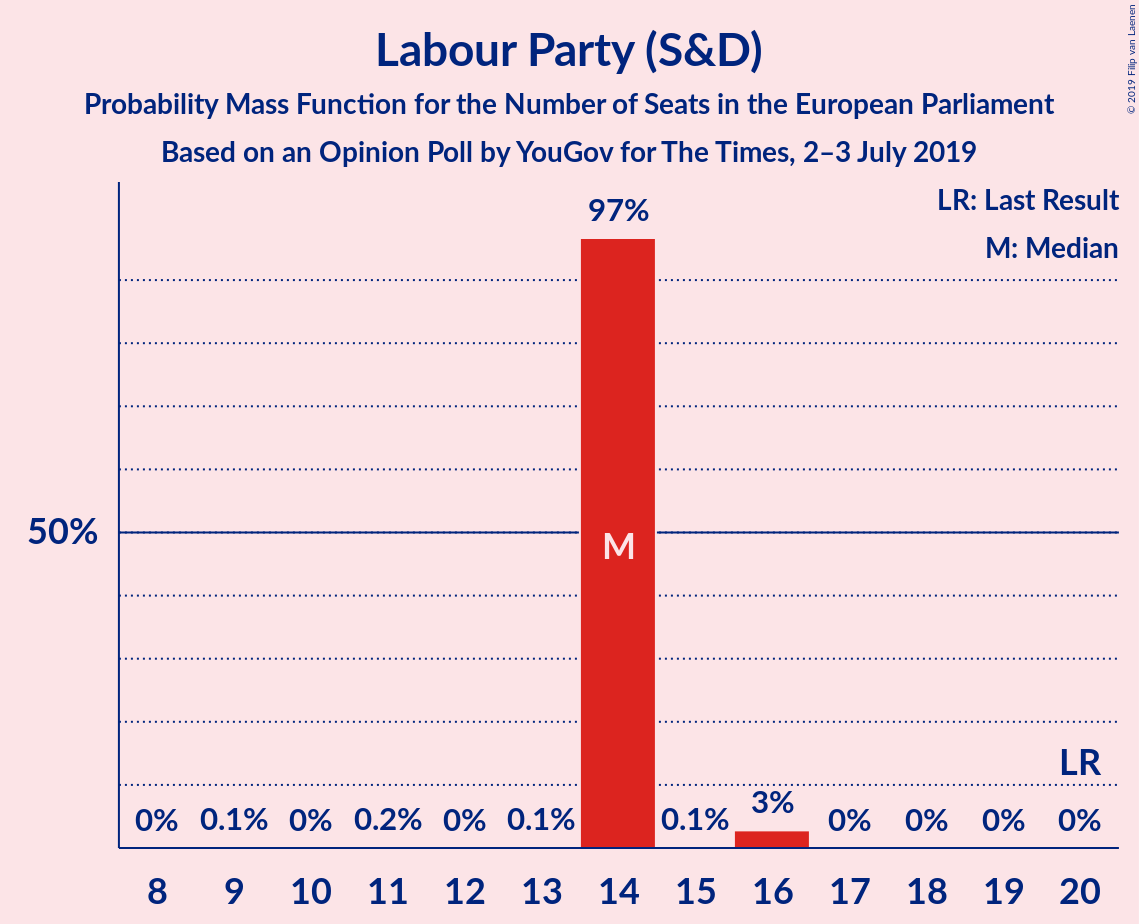 Labour Party (S&D)
Probability Mass Function for the Number of Seats in the European Parliament
Based on an Opinion Poll by YouGov for The Times, 2–3 July 2019
© 2019 Filip van Laenen
LR: Last Result
M: Median
97%
50%
M
LR
0% 0.1% 0% 0.2% 0% 0.1% 0.1% 3% 0% 0% 0% 0%
8 9 10 11 12 13 14 15 16 17 18 19 20